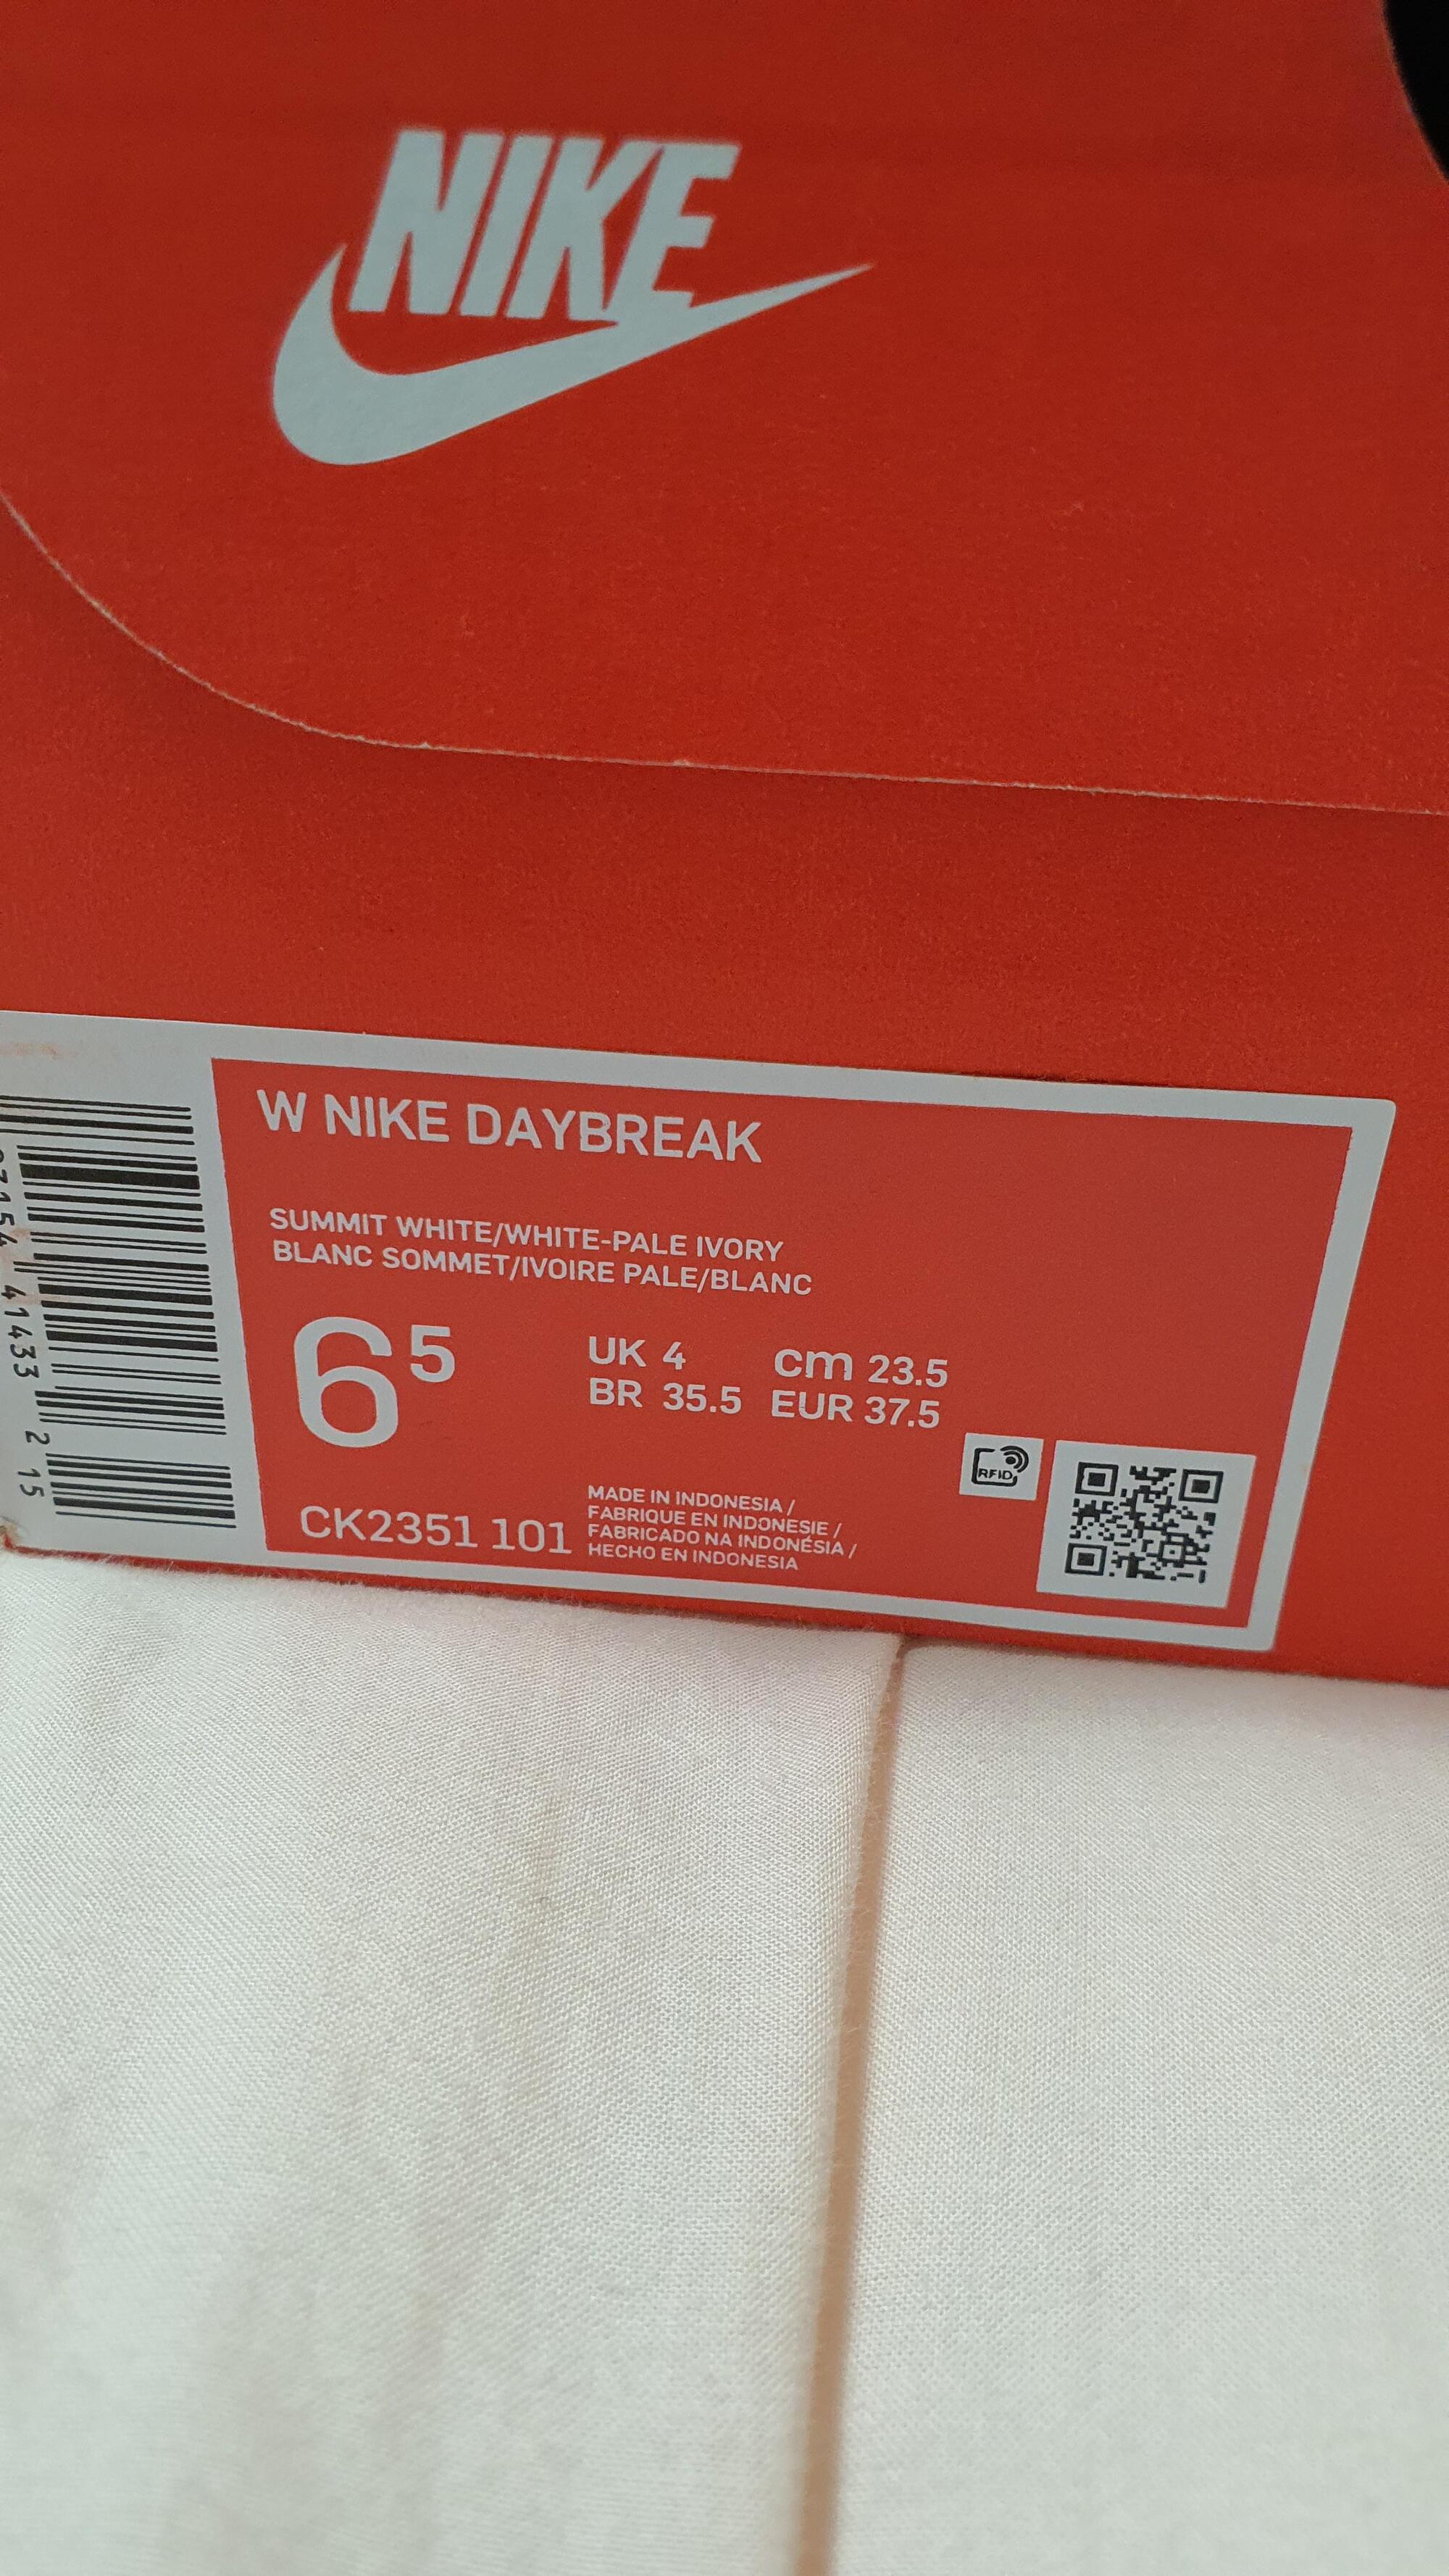 NIKE
W NIKE DAYBREAK
SUMMIT WHITE/WHITE-PALE IVORY
BLANC SOMMET/IVOIRE PALE/BLANC
6⁵
UK 4 cm 23.5
BR 35.5 EUR 37.5
RFID
CK2351 101
MADE IN INDONESIA /
FABRIQUE EN INDONESIE /
FABRICADO NA INDONÉSIA /
HECHO EN INDONESIA
41433 2 15